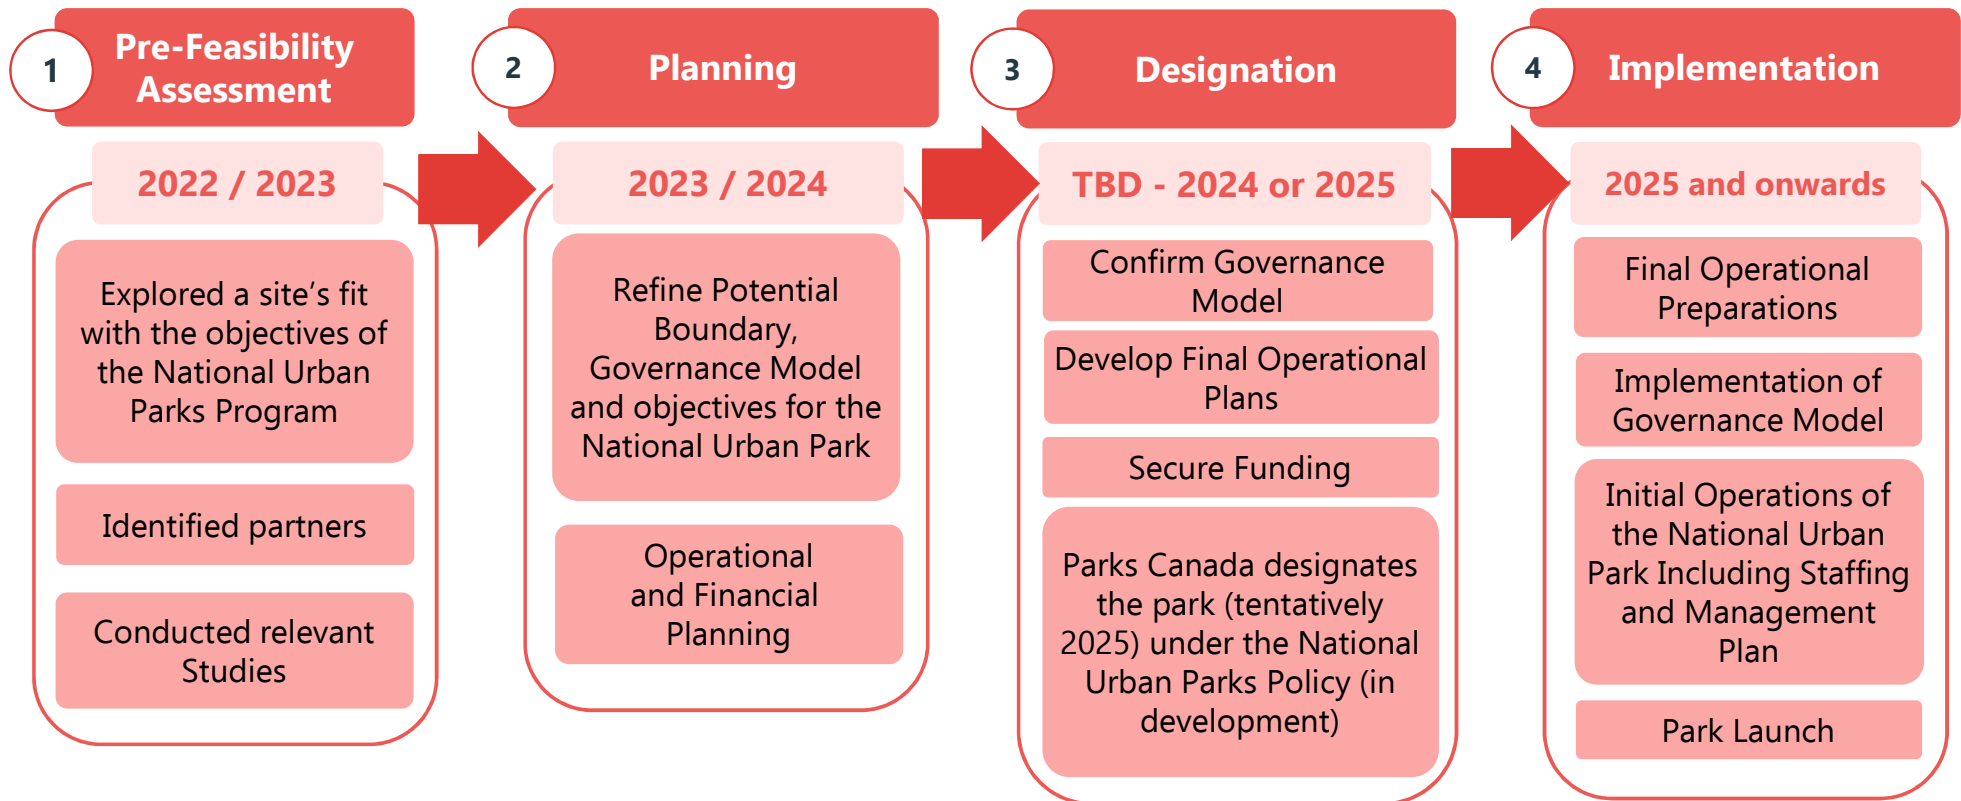 1
Pre-Feasibility
Assessment
2022 / 2023
Explored a site’s fit
with the objectives of
the National Urban
Parks Program
Identified partners
Conducted relevant
Studies
2
Planning
2023 / 2024
Refine Potential
Boundary,
Governance Model
and objectives for the
National Urban Park
Operational
and Financial
Planning
3
Designation
TBD - 2024 or 2025
Confirm Governance
Model
Develop Final Operational
Plans
Secure Funding
Parks Canada designates
the park (tentatively
2025) under the National
Urban Parks Policy (in
development)
4
Implementation
2025 and onwards
Final Operational
Preparations
Implementation of
Governance Model
Initial Operations of
the National Urban
Park Including Staffing
and Management
Plan
Park Launch